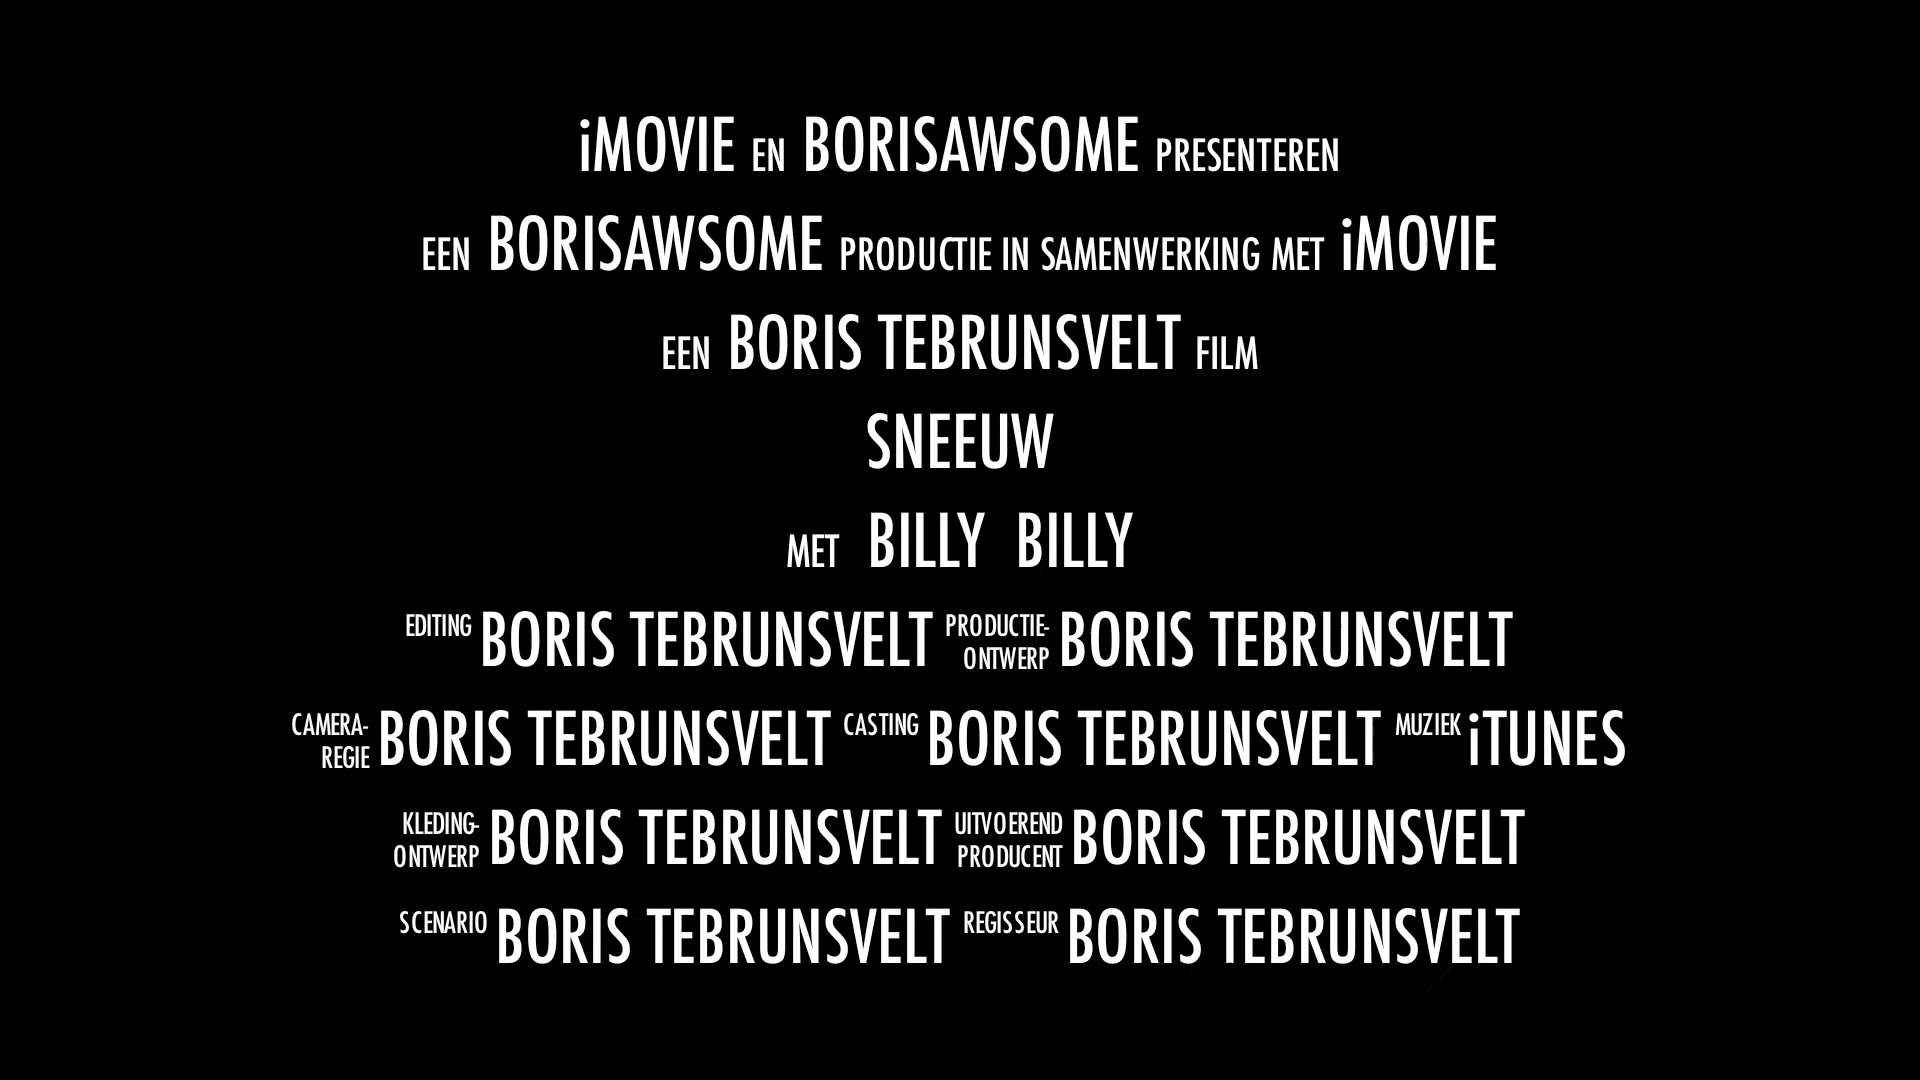 iMOVIE EN BORISAWSOME PRESENTEREN
EEN BORISAWSOME PRODUCTIE IN SAMENWERKING MET iMOVIE
EEN BORIS TEBRUNSVELT FILM
SNEEUW
MET BILLY BILLY
EDITING BORIS TEBRUNSVELT PRODUCTIE-ONTWERP BORIS TEBRUNSVELT
CAMERA-REGIE BORIS TEBRUNSVELT CASTING BORIS TEBRUNSVELT MUZIEK iTUNES
KLEDING-ONTWERP BORIS TEBRUNSVELT UITVOEREND PRODUCENT BORIS TEBRUNSVELT
SCENARIO BORIS TEBRUNSVELT REGISSEUR BORIS TEBRUNSVELT